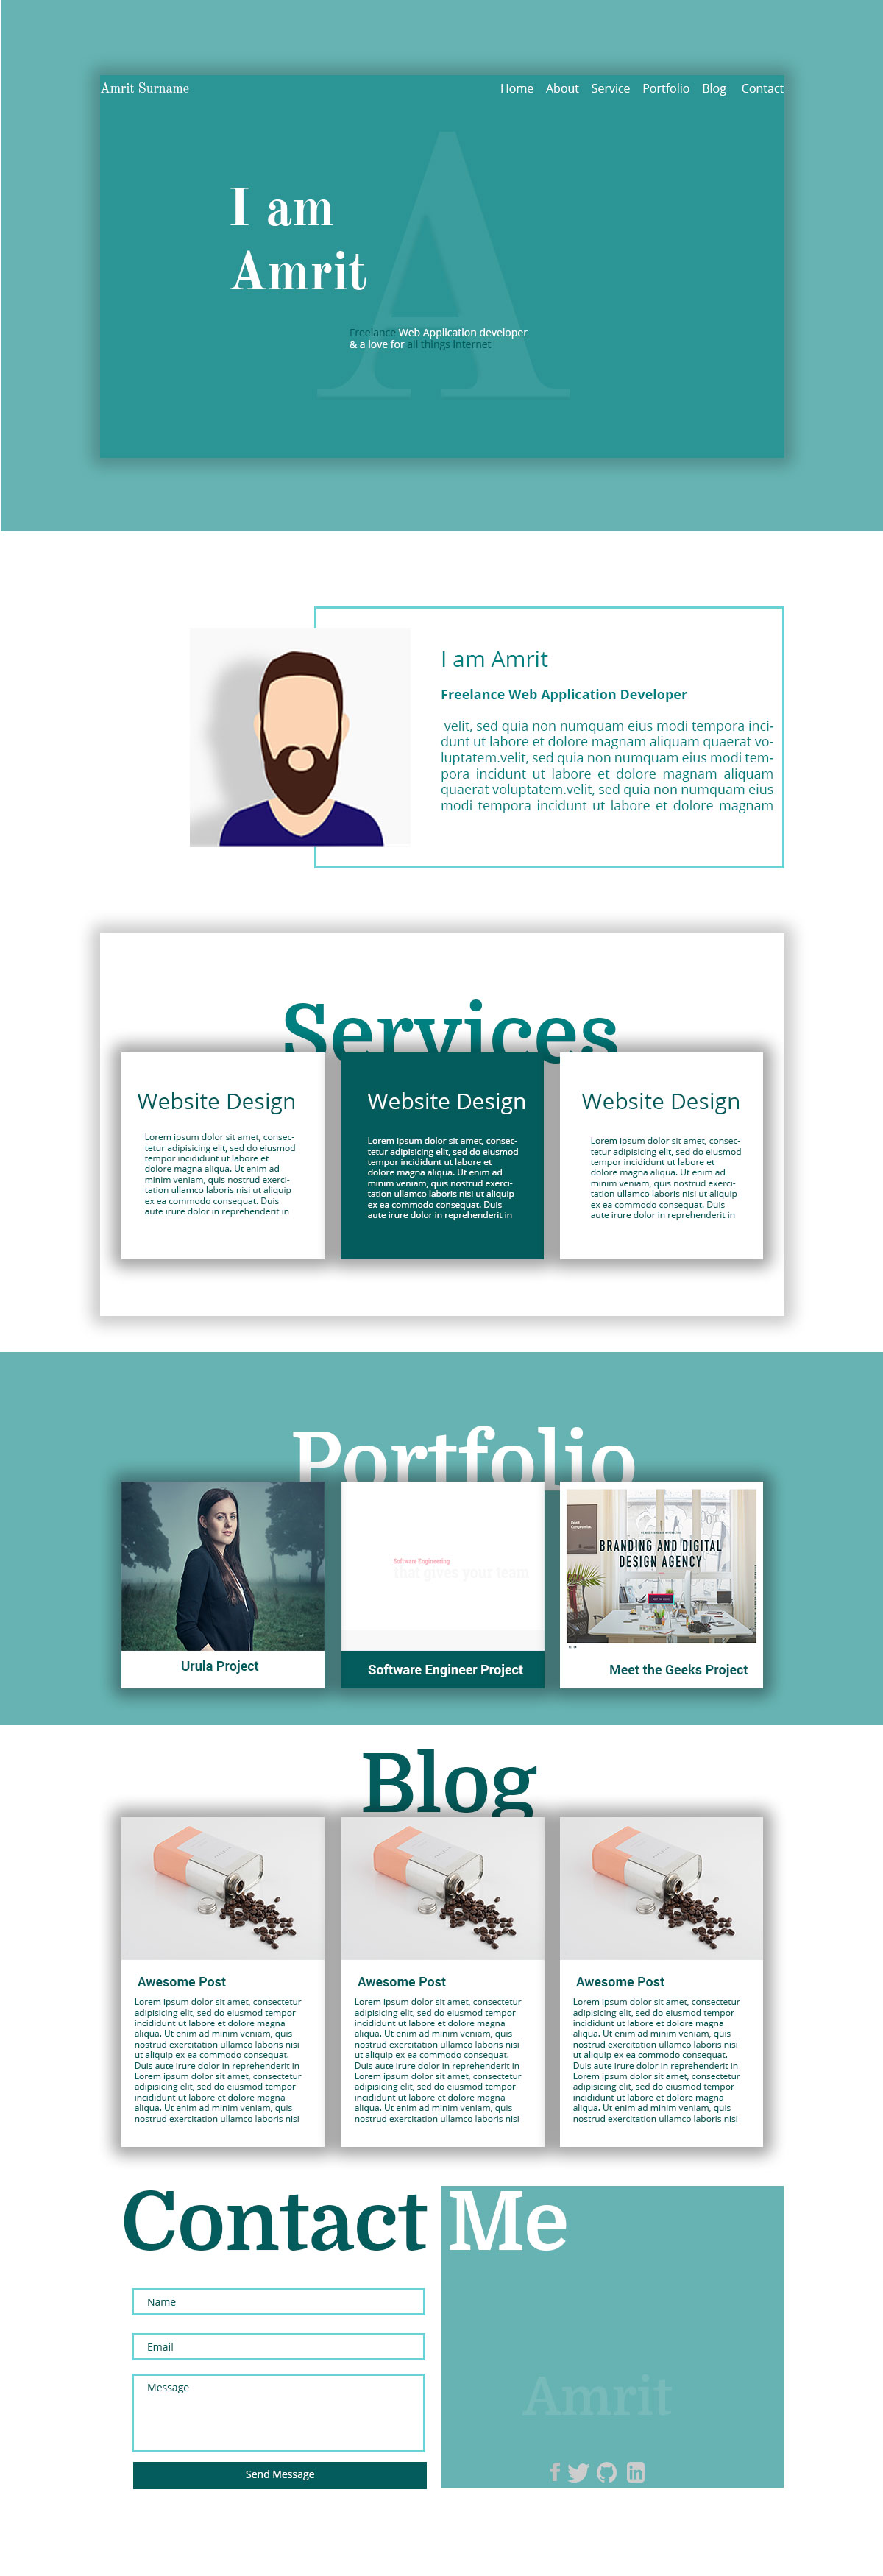 Amrit Surname
Home About Service Portfolio Blog Contact
A
I am
Amrit
Freelance Web Application developer
& a love for all things internet
I am Amrit
Freelance Web Application Developer
velit, sed quia non numquam eius modi tempora inci-
dunt ut labore et dolore magnam aliquam quaerat vo-
luptatem.velit, sed quia non numquam eius modi tem-
pora incidunt ut labore et dolore magnam aliquam
quaerat voluptatem.velit, sed quia non numquam eius
modi tempora incidunt ut labore et dolore magnam
Services
Website Design
Lorem ipsum dolor sit amet, consec-
tetur adipisicing elit, sed do eiusmod
tempor incididunt ut labore et
dolore magna aliqua. Ut enim ad
minim veniam, quis nostrud exerci-
tation ullamco laboris nisi ut aliquip
ex ea commodo consequat. Duis
aute irure dolor in reprehenderit in
Website Design
Lorem ipsum dolor sit amet, consec-
tetur adipisicing elit, sed do eiusmod
tempor incididunt ut labore et
dolore magna aliqua. Ut enim ad
minim veniam, quis nostrud exerci-
tation ullamco laboris nisi ut aliquip
ex ea commodo consequat. Duis
aute irure dolor in reprehenderit in
Website Design
Lorem ipsum dolor sit amet, consec-
tetur adipisicing elit, sed do eiusmod
tempor incididunt ut labore et
dolore magna aliqua. Ut enim ad
minim veniam, quis nostrud exerci-
tation ullamco laboris nisi ut aliquip
ex ea commodo consequat. Duis
aute irure dolor in reprehenderit in
Portfolio
Urula Project
Software Engineering
that gives your team
Software Engineer Project
BRANDING AND DIGITAL
DESIGN AGENCY
Meet the Geeks Project
Blog
Awesome Post
Lorem ipsum dolor sit amet, consectetur
adipisicing elit, sed do eiusmod tempor
incididunt ut labore et dolore magna
aliqua. Ut enim ad minim veniam, quis
nostrud exercitation ullamco laboris nisi
ut aliquip ex ea commodo consequat.
Duis aute irure dolor in reprehenderit in
Lorem ipsum dolor sit amet, consectetur
adipisicing elit, sed do eiusmod tempor
incididunt ut labore et dolore magna
aliqua. Ut enim ad minim veniam, quis
nostrud exercitation ullamco laboris nisi
Awesome Post
Lorem ipsum dolor sit amet, consectetur
adipisicing elit, sed do eiusmod tempor
incididunt ut labore et dolore magna
aliqua. Ut enim ad minim veniam, quis
nostrud exercitation ullamco laboris nisi
ut aliquip ex ea commodo consequat.
Duis aute irure dolor in reprehenderit in
Lorem ipsum dolor sit amet, consectetur
adipisicing elit, sed do eiusmod tempor
incididunt ut labore et dolore magna
aliqua. Ut enim ad minim veniam, quis
nostrud exercitation ullamco laboris nisi
Awesome Post
Lorem ipsum dolor sit amet, consectetur
adipisicing elit, sed do eiusmod tempor
incididunt ut labore et dolore magna
aliqua. Ut enim ad minim veniam, quis
nostrud exercitation ullamco laboris nisi
ut aliquip ex ea commodo consequat.
Duis aute irure dolor in reprehenderit in
Lorem ipsum dolor sit amet, consectetur
adipisicing elit, sed do eiusmod tempor
incididunt ut labore et dolore magna
aliqua. Ut enim ad minim veniam, quis
nostrud exercitation ullamco laboris nisi
Contact Me
Name
Email
Message
Send Message
Amrit